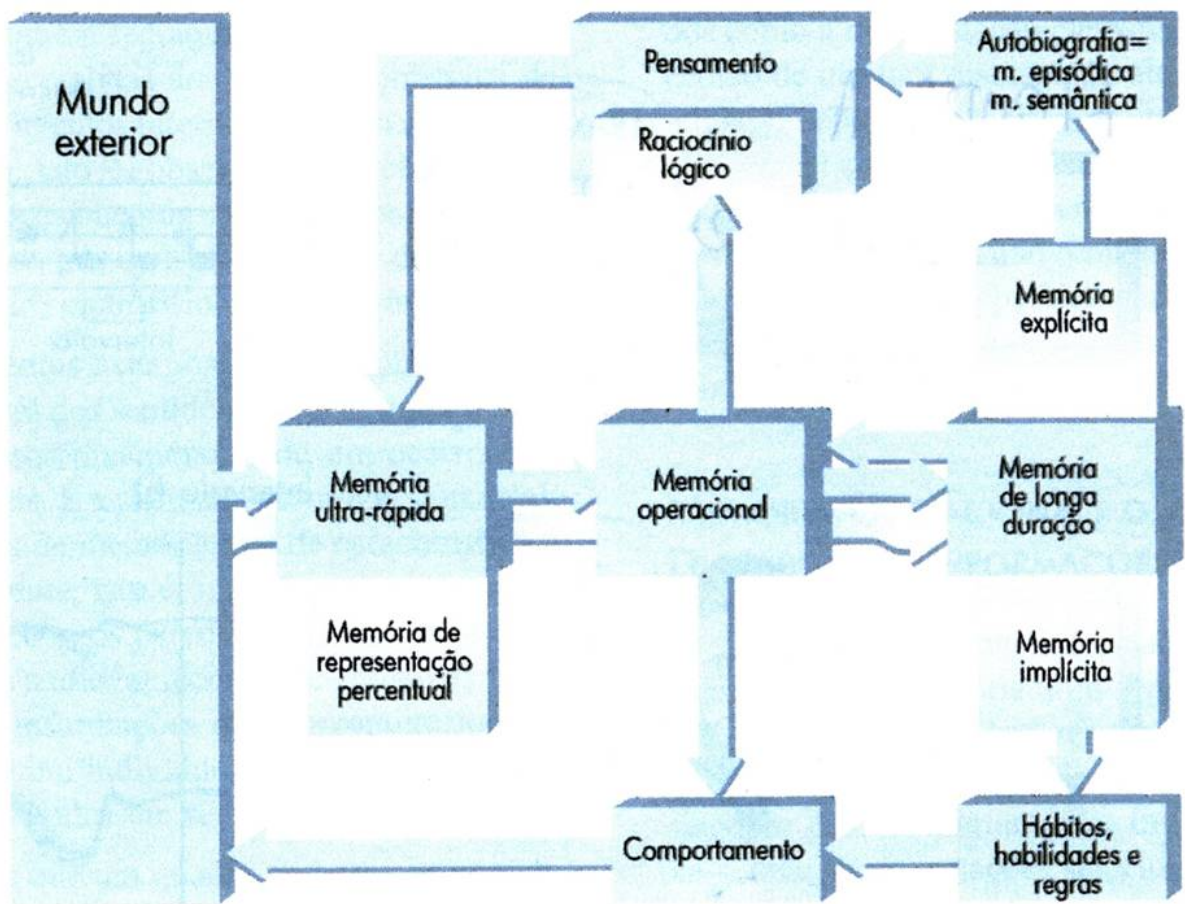 Mundo
exterior
Pensamento
Raciocínio
lógico
Autobiografia=
m. episódica
m. semântica
Memória
explícita
Memória
ultra-rápida
Memória
operacional
Memória
de longa
duração
Memória de
representação
percentual
Memória
implícita
Comportamento
Hábitos,
habilidades e
regras